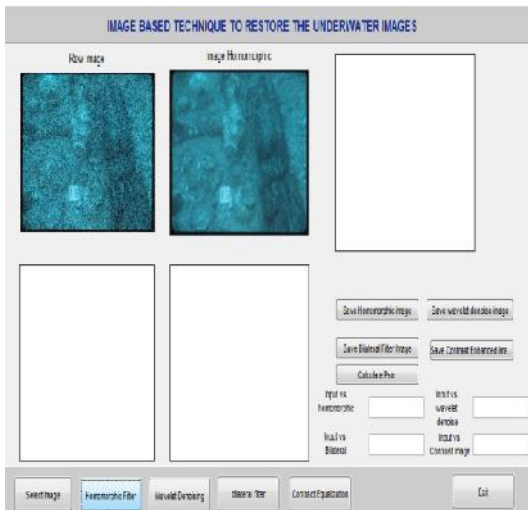 IMAGE BASED TECHNIQUE TO RESTORE THE UNDERWATER IMAGES
Raw Image
Image Homomorphic
Save Homomorphic Image
Save wavelet denoise image
Save Bilateral Filter Image
Save Contrast Enhanced Ima
Calculate Psnr
Input vs
homomorphic
Input vs
wavelet
denoise
Input vs
Bilateral
Input vs
Contrast image
Select Image
Homomorphic Filter
Wavelet Denoising
Bilateral filter
Contrast Equalization
Exit